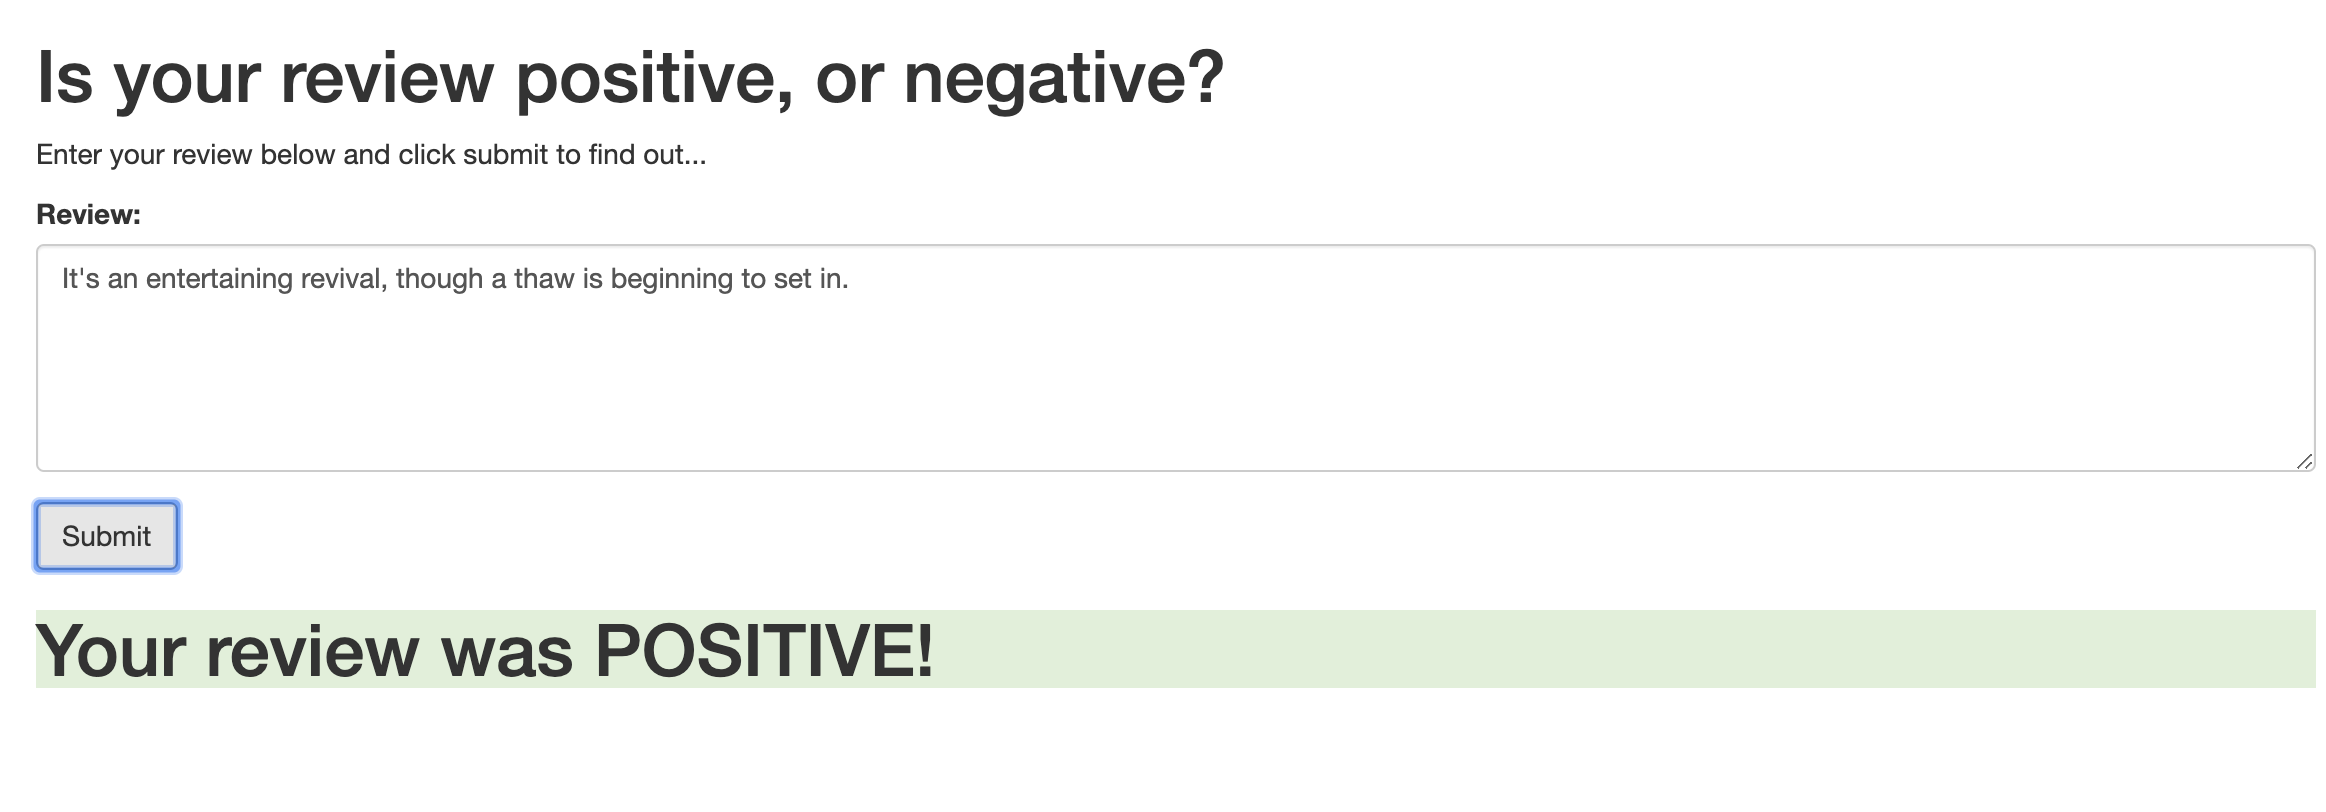 Is your review positive, or negative?
Enter your review below and click submit to find out...
Review:
It's an entertaining revival, though a thaw is beginning to set in.
Submit
Your review was POSITIVE!